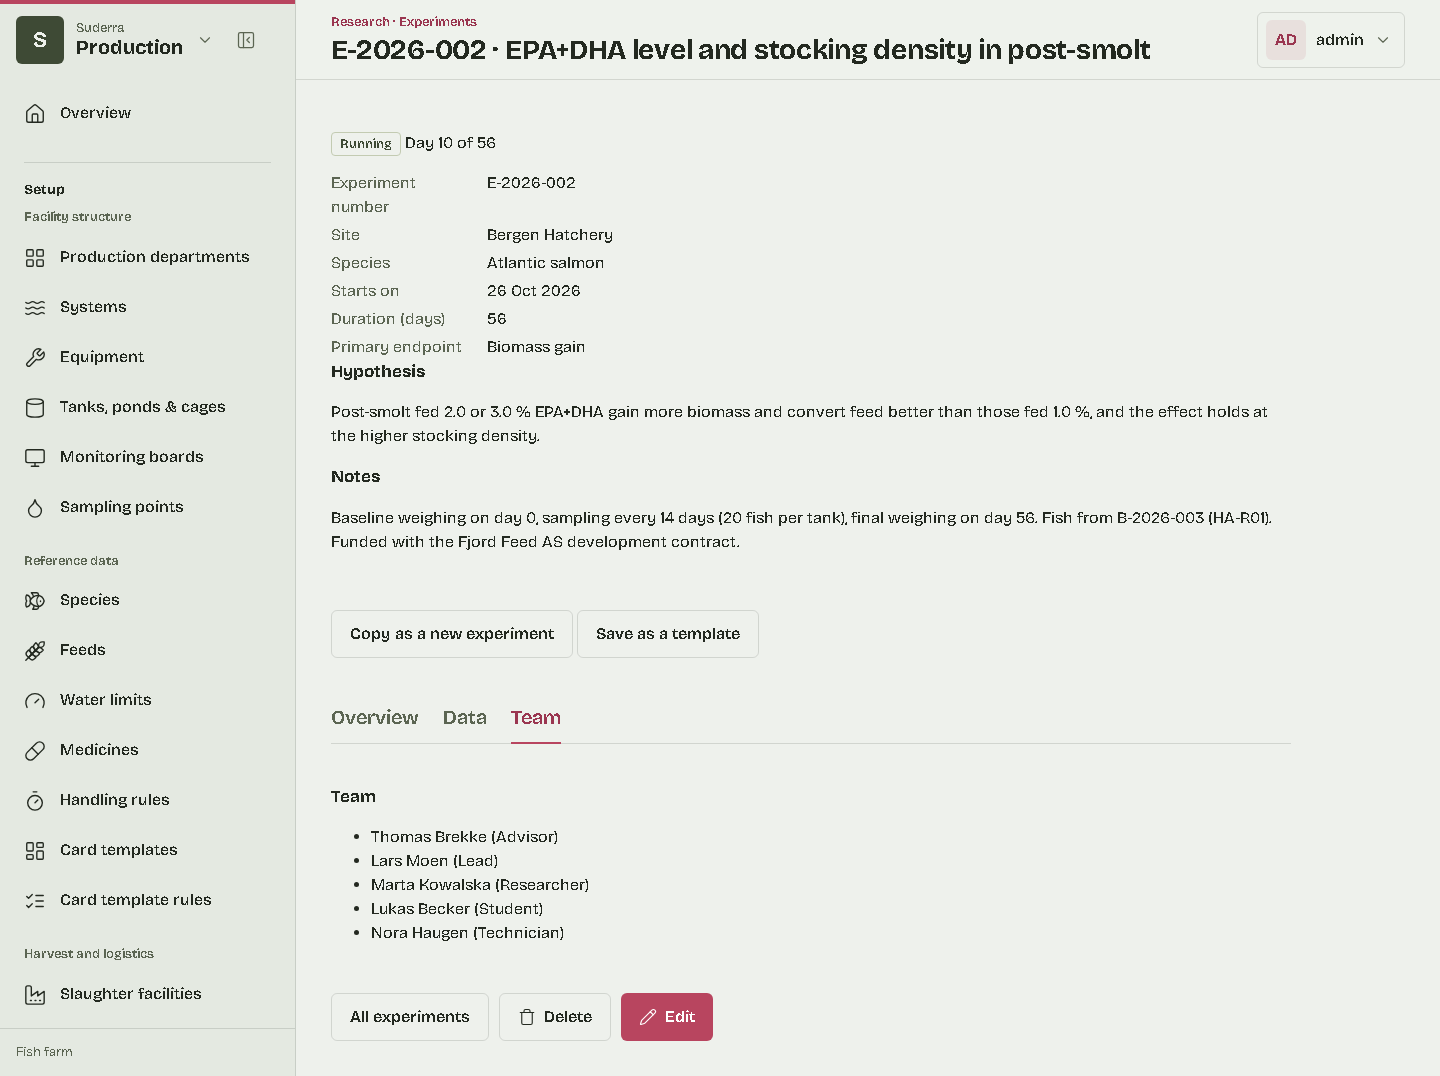 Suderra
S
Production
Overview
Setup
Facility structure
Production departments
Systems
Equipment
Tanks, ponds & cages
Monitoring boards
Sampling points
Reference data
Species
Feeds
Water limits
Medicines
Handling rules
Card templates
Card template rules
Harvest and logistics
Slaughter facilities
Fish farm
Research · Experiments
E-2026-002 · EPA+DHA level and stocking density in post-smolt
AD admin
Running Day 10 of 56
Experiment number E-2026-002
Site Bergen Hatchery
Species Atlantic salmon
Starts on 26 Oct 2026
Duration (days) 56
Primary endpoint Biomass gain
Hypothesis
Post-smolt fed 2.0 or 3.0 % EPA+DHA gain more biomass and convert feed better than those fed 1.0 %, and the effect holds at
the higher stocking density.
Notes
Baseline weighing on day 0, sampling every 14 days (20 fish per tank), final weighing on day 56. Fish from B-2026-003 (HA-R01).
Funded with the Fjord Feed AS development contract.
Copy as a new experiment Save as a template
Overview Data Team
Team
• Thomas Brekke (Advisor)
• Lars Moen (Lead)
• Marta Kowalska (Researcher)
• Lukas Becker (Student)
• Nora Haugen (Technician)
All experiments Delete Edit